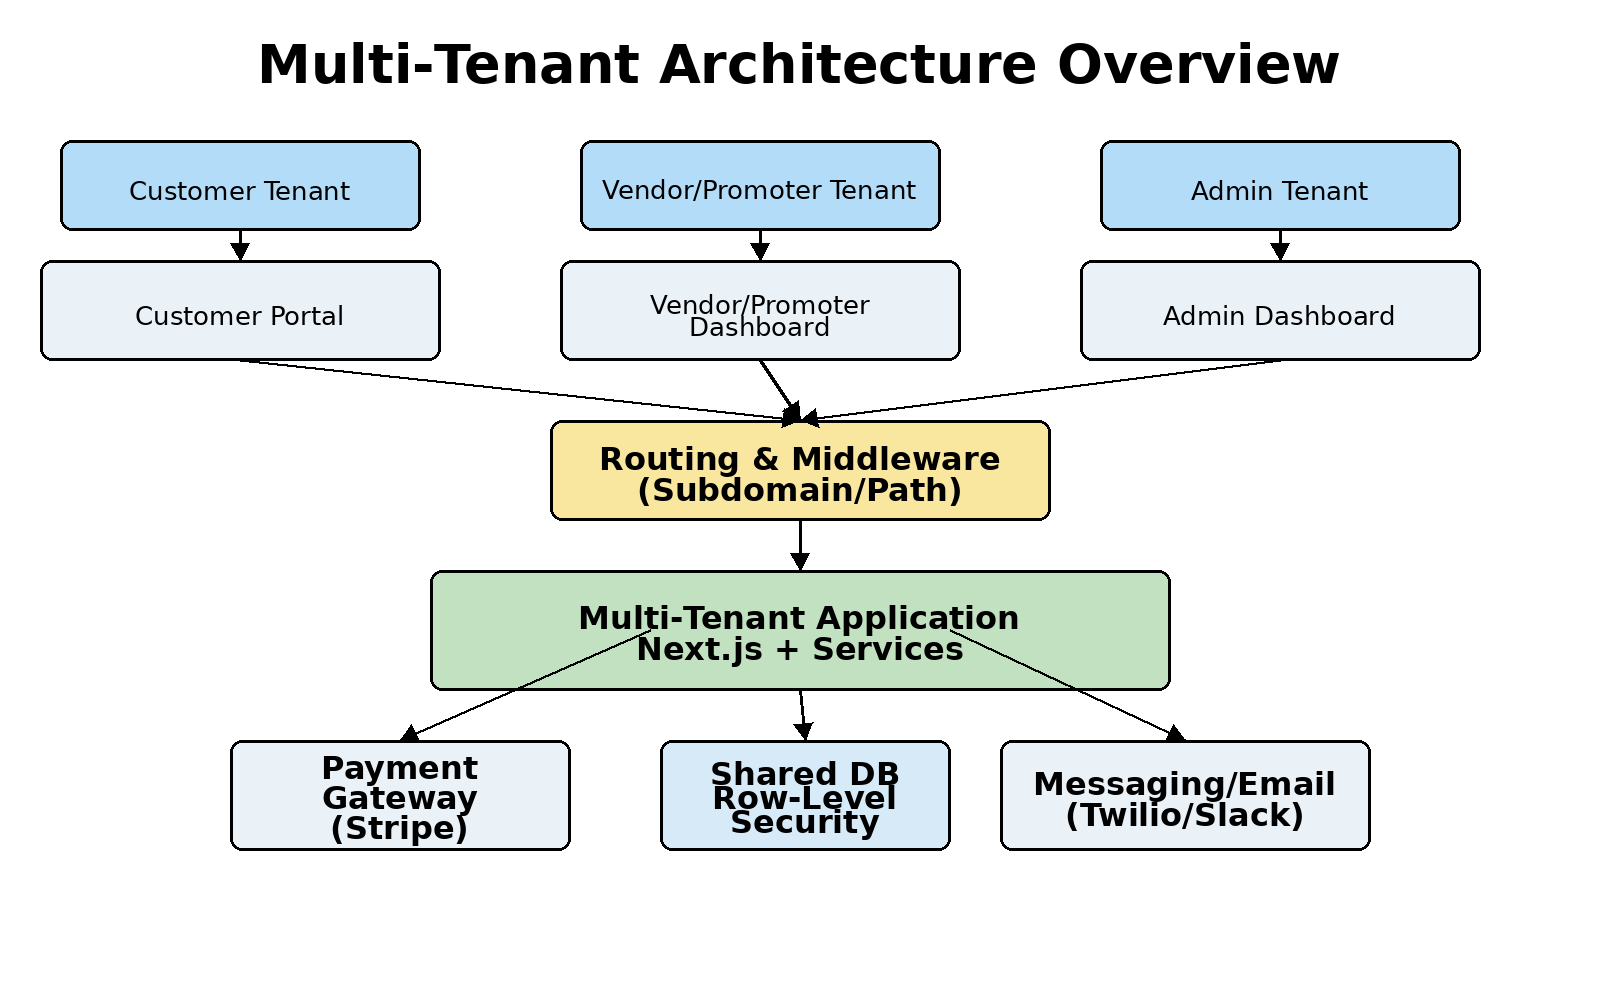 Multi-Tenant Architecture Overview
Customer Tenant
Vendor/Promoter Tenant
Admin Tenant
Customer Portal
Vendor/Promoter
Dashboard
Admin Dashboard
Routing & Middleware
(Subdomain/Path)
Multi-Tenant Application
Next.js + Services
Payment
Gateway
(Stripe)
Shared DB
Row-Level
Security
Messaging/Email
(Twilio/Slack)